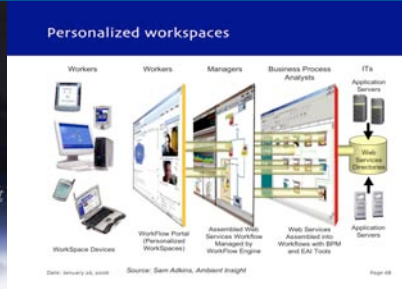 Personalized workspaces
Workers
Workers
Managers
Business Process
Analysts
ITs
Application
Servers
Web
Services
Directories
WorkSpace Devices
WorkFlow Portal
(Personalized
WorkSpaces)
Assembled Web
Services Workflow
Managed by
WorkFlow Engine
Web Services
Assembled into
Workflows with BPM
and EAI Tools
Application
Servers
Source: Sam Adkins, Ambient Insight